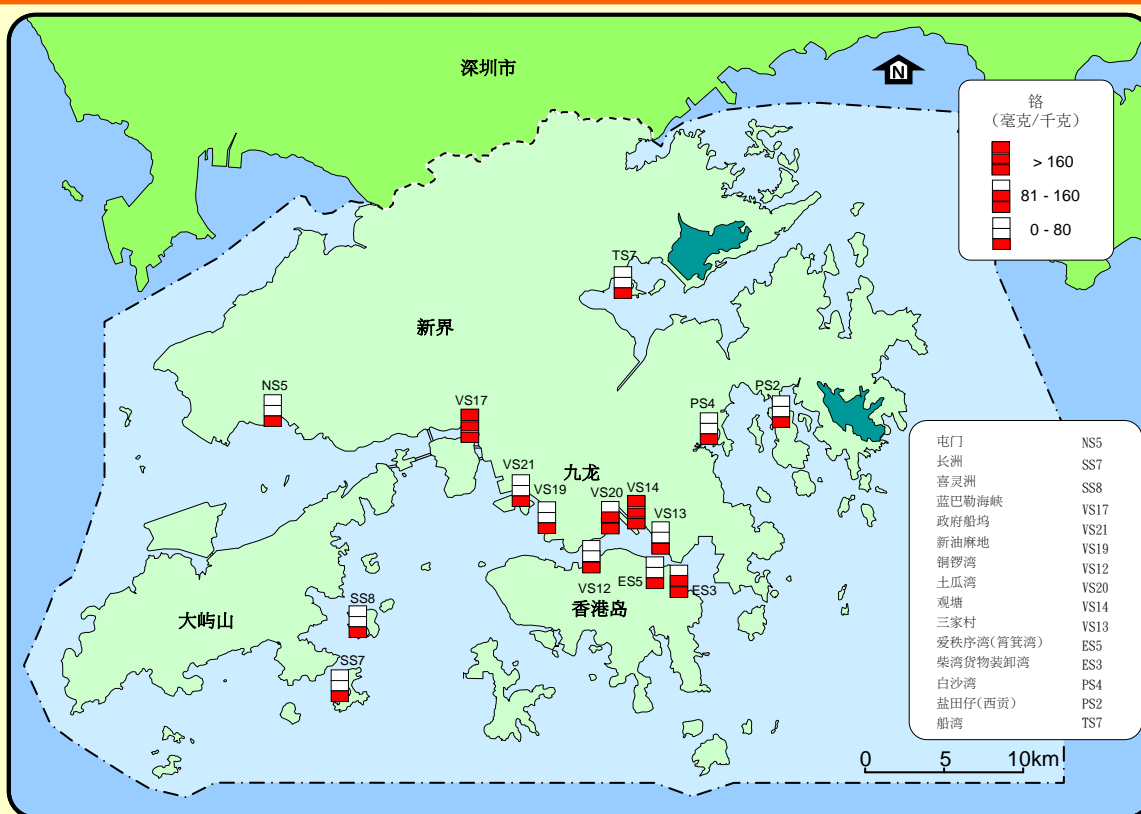 深圳市
N
铬
(毫克/千克)
> 160
81 - 160
0 - 80
TS7
新界
NS5
VS17
PS4
PS2
VS21
九龙
VS19
VS20
VS14
VS13
VS12
ES5
ES3
香港岛
大屿山
SS8
SS7
屯门 NS5
长洲 SS7
喜灵洲 SS8
蓝巴勒海峡 VS17
政府船坞 VS21
新油麻地 VS19
铜锣湾 VS12
土瓜湾 VS20
观塘 VS14
三家村 VS13
爱秩序湾(筲箕湾) ES5
柴湾货物装卸湾 ES3
白沙湾 PS4
盐田仔(西贡) PS2
船湾 TS7
0 5 10km